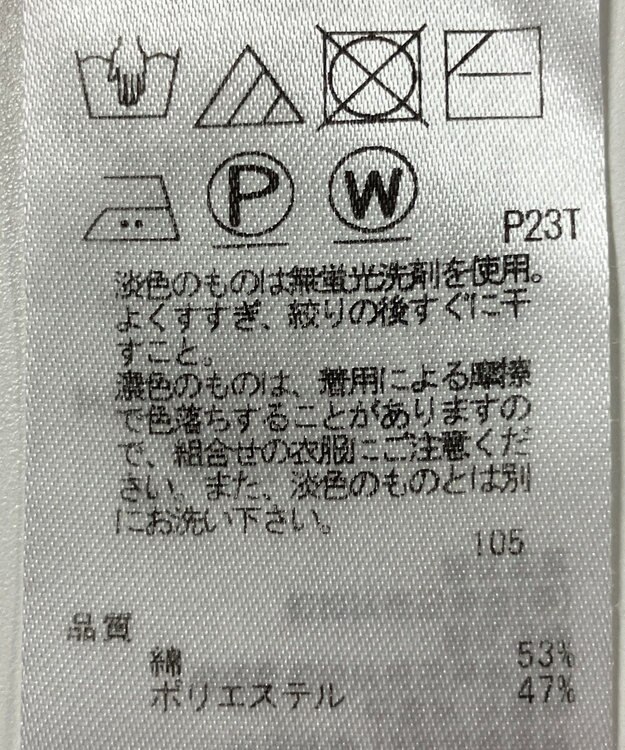 P W P23T
淡色のものは無蛍光洗剤を使用。
よくすすぎ、絞りの後すぐに干
すこと。
濃色のものは、着用による摩擦
で色落ちすることがありますの
で、組合せの衣服にご注意くだ
さい。また、淡色のものとは別
にお洗い下さい。
105
品質
綿 53%
ポリエステル 47%